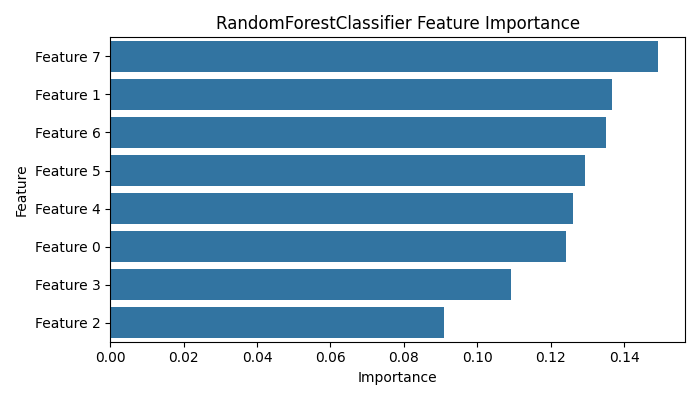 RandomForestClassifier Feature Importance
Feature
Feature 7
Feature 1
Feature 6
Feature 5
Feature 4
Feature 0
Feature 3
Feature 2
0.00 0.02 0.04 0.06 0.08 0.10 0.12 0.14
Importance